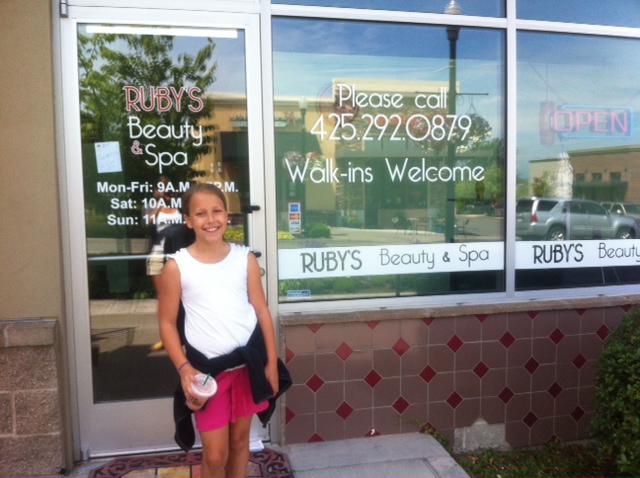 RUBY'S
Beauty
&
Spa
Mon-Fri: 9A.M
Sat: 10A.M
Sun: 11A.M
Please call
425.292.0879
Walk-ins Welcome
OPEN
RUBY'S Beauty & Spa
RUBY'S Beauty